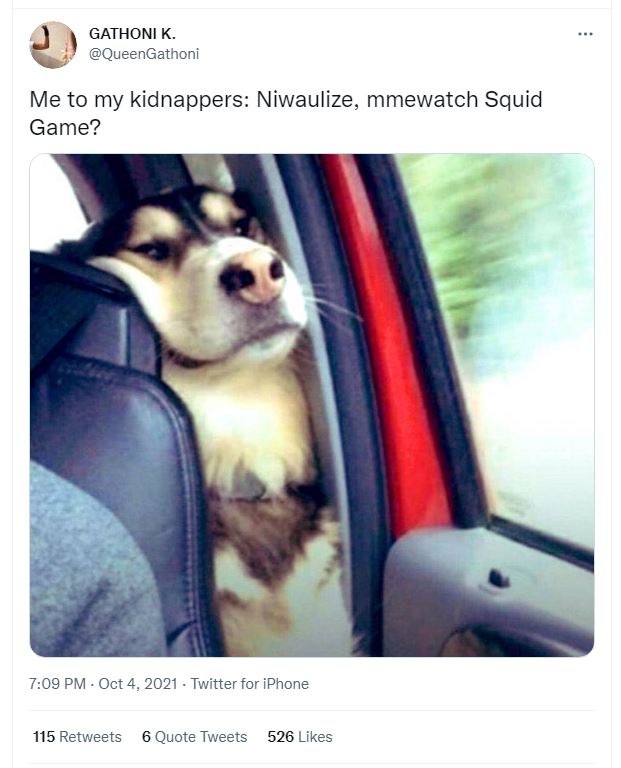 GATHONI K.
@QueenGathoni
Me to my kidnappers: Niwaulize, mmewatch Squid
Game?
7:09 PM · Oct 4, 2021 · Twitter for iPhone
115 Retweets 6 Quote Tweets 526 Likes